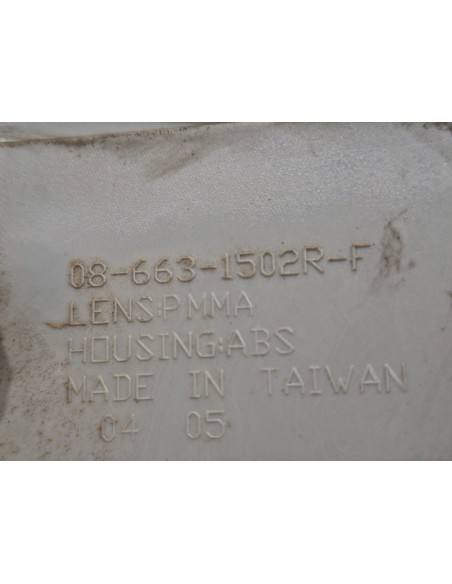 08-663-1502R-F
LENS:PMMA
HOUSING:ABS
MADE IN TAIWAN
04 05